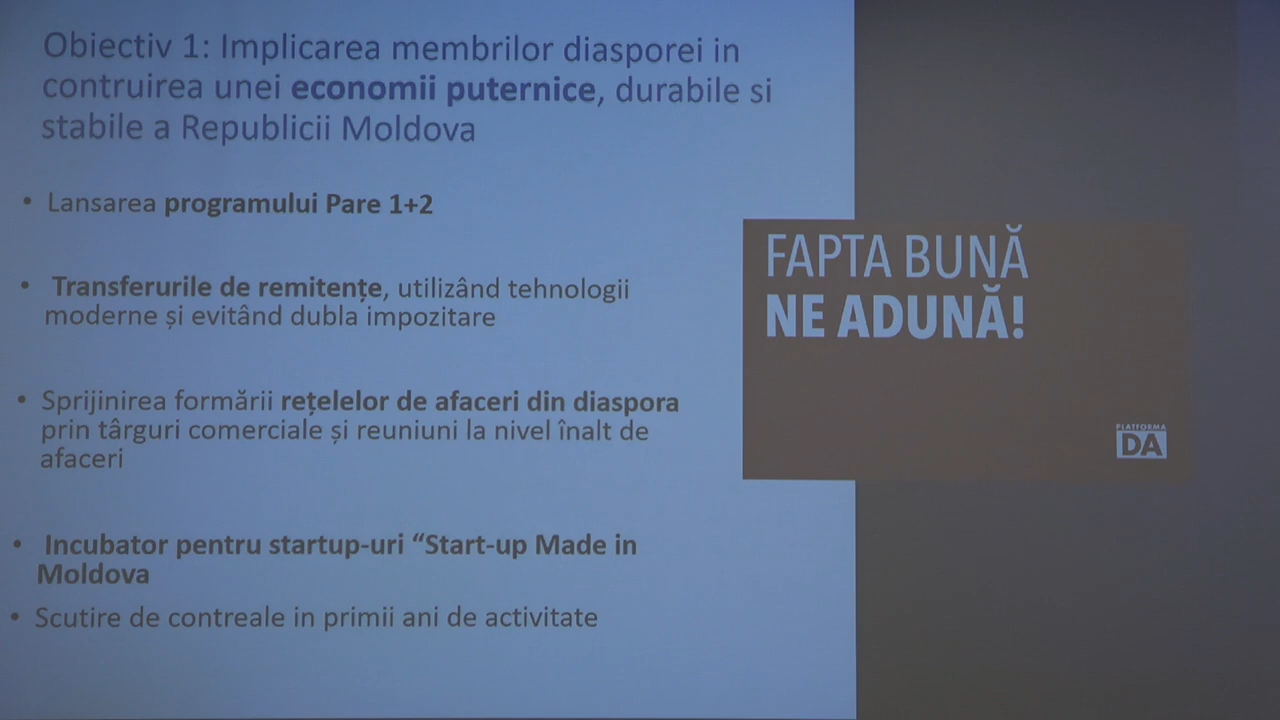 Obiectiv 1: Implicarea membrilor diasporei in
contruirea unei economii puternice, durabile si
stabile a Republicii Moldova
• Lansarea programului Pare 1+2
• Transferurile de remitențe, utilizând tehnologii
moderne și evitând dubla impozitare
• Sprijinirea formării rețelelor de afaceri din diaspora
prin târguri comerciale și reuniuni la nivel înalt de
afaceri
• Incubator pentru startup-uri “Start-up Made in
Moldova
• Scutire de contreale in primii ani de activitate
FAPTA BUNĂ
NE ADUNĂ!
PLATFORMA
DA